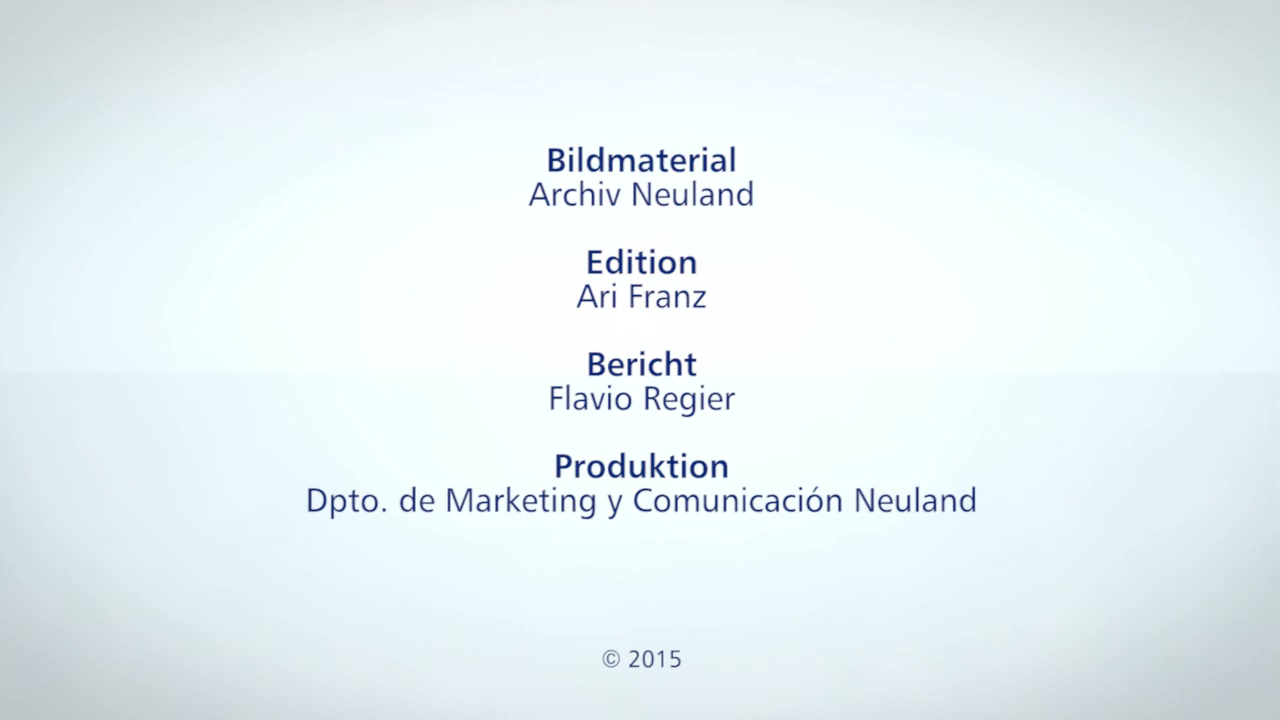 Bildmaterial
Archiv Neuland
Edition
Ari Franz
Bericht
Flavio Regier
Produktion
Dpto. de Marketing y Comunicación Neuland
© 2015